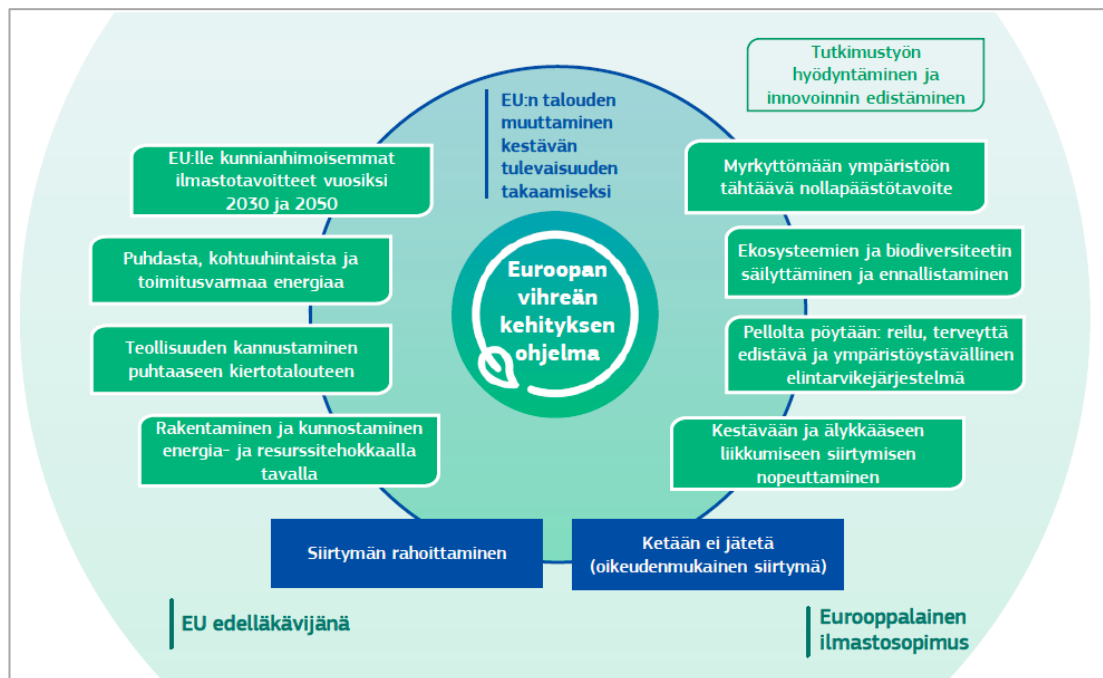 Tutkimustyön
hyödyntäminen ja
innovoinnin edistäminen
EU:n talouden
muuttaminen
kestävän
tulevaisuuden
takaamiseksi
EU:lle kunnianhimoisemmat
ilmastotavoitteet vuosiksi
2030 ja 2050
Myrkyttömään ympäristöön
tähtäävä nollapäästötavoite
Puhdasta, kohtuuhintaista ja
toimitusvarmaa energiaa
Ekosysteemien ja biodiversiteetin
säilyttäminen ja ennallistaminen
Euroopan
vihreän
kehityksen
ohjelma
Teollisuuden kannustaminen
puhtaaseen kiertotalouteen
Pellolta pöytään: reilu, terveyttä
edistävä ja ympäristöystävällinen
elintarvikejärjestelmä
Rakentaminen ja kunnostaminen
energia- ja resurssitehokkaalla
tavalla
Kestävään ja älykkääseen
liikkumiseen siirtymisen
nopeuttaminen
Siirtymän rahoittaminen
Ketään ei jätetä
(oikeudenmukainen siirtymä)
EU edelläkävijänä
Eurooppalainen
ilmastosopimus